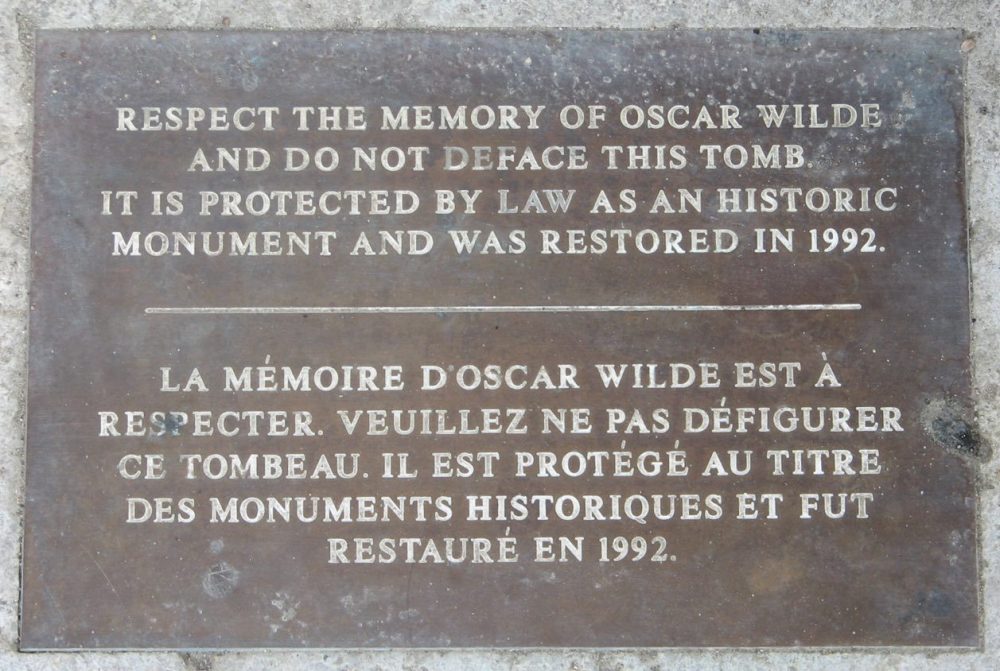 RESPECT THE MEMORY OF OSCAR WILDE
AND DO NOT DEFACE THIS TOMB.
IT IS PROTECTED BY LAW AS AN HISTORIC
MONUMENT AND WAS RESTORED IN 1992.
LA MÉMOIRE D'OSCAR WILDE EST À
RESPECTER. VEUILLEZ NE PAS DÉFIGURER
CE TOMBEAU. IL EST PROTÉGÉ AU TITRE
DES MONUMENTS HISTORIQUES ET FUT
RESTAURÉ EN 1992.